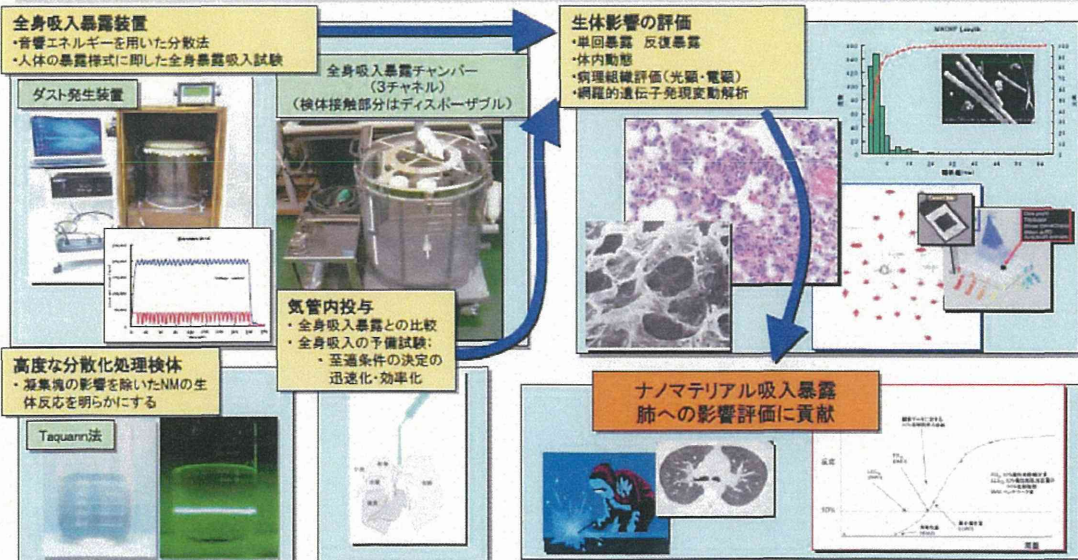 全身吸入暴露装置
・音響エネルギーを用いた分散法
・人体の暴露様式に即した全身暴露吸入試験
ダスト発生装置
全身吸入暴露チャンバー
(3チャネル)
(検体接触部分はディスポーザブル)
生体影響の評価
・単回暴露 反復暴露
・体内動態
・病理組織評価(光顕・電顕)
・網羅的遺伝子発現変動解析
気管内投与
・全身吸入暴露との比較
・全身吸入の予備試験;
・至適条件の決定の
迅速化・効率化
高度な分散化処理検体
・凝集塊の影響を除いたNMの生
体反応を明らかにする
Taquann法
ナノマテリアル吸入暴露
肺への影響評価に貢献
反応
10%
用量